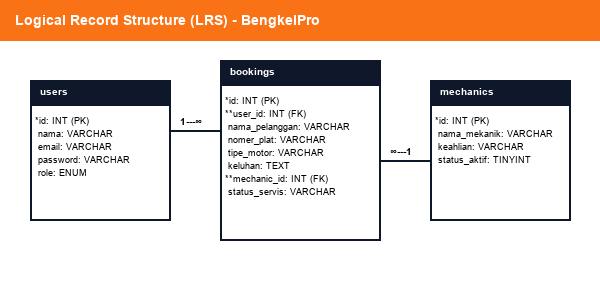 Logical Record Structure (LRS) - BengkelPro
users
*id: INT (PK)
nama: VARCHAR
email: VARCHAR
password: VARCHAR
role: ENUM
1---∞
bookings
*id: INT (PK)
**user_id: INT (FK)
nama_pelanggan: VARCHAR
nomer_plat: VARCHAR
tipe_motor: VARCHAR
keluhan: TEXT
**mechanic_id: INT (FK)
status_servis: VARCHAR
∞---1
mechanics
*id: INT (PK)
nama_mekanik: VARCHAR
keahlian: VARCHAR
status_aktif: TINYINT